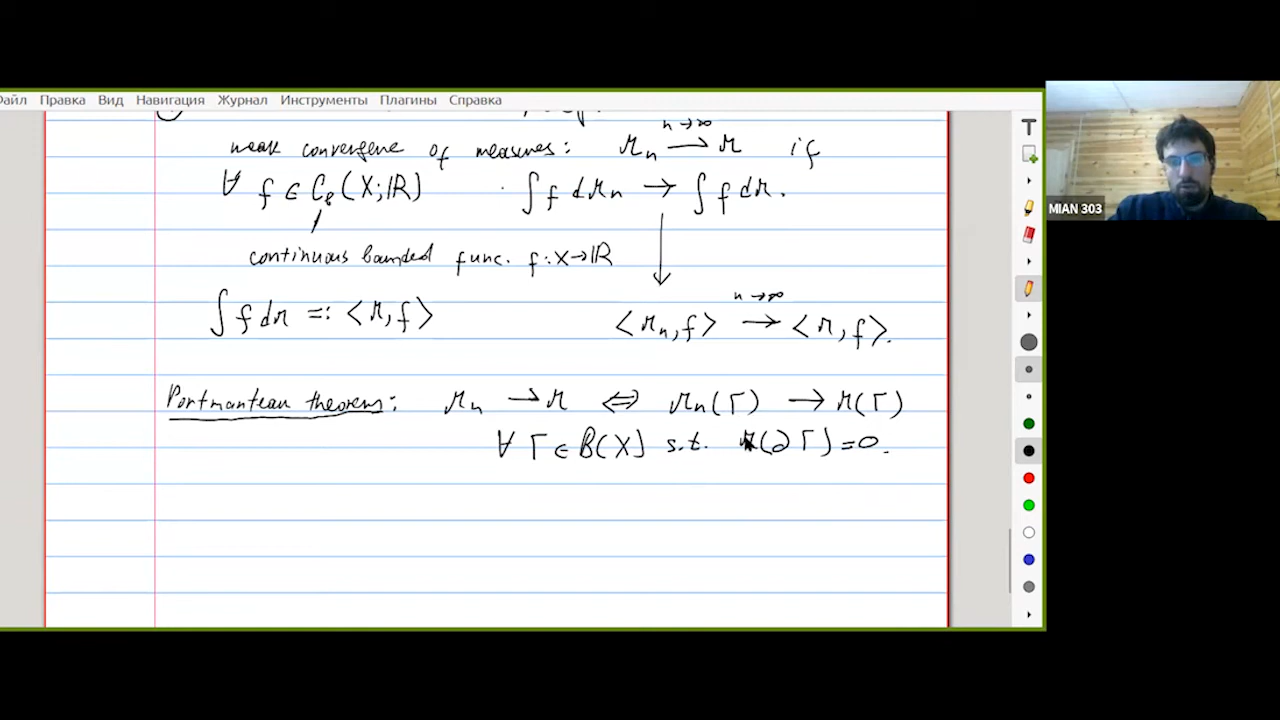 Файл Правка Вид Навигация Журнал Инструменты Плагины Справка
n→∞
weak convergence of measures: μₙ → μ if
∀ f ∈ C_b(X; ℝ) ∫ f dμₙ → ∫ f dμ.
continuous bounded func. f: X→ℝ
n→∞
∫ f dμ =: ⟨μ, f⟩ ⟨μₙ, f⟩ → ⟨μ, f⟩.
Portmanteau theorem: μₙ → μ ⇔ μₙ(Γ) → μ(Γ)
∀ Γ ∈ B(X) s.t. μ(∂Γ) = 0.
MIAN 303
T